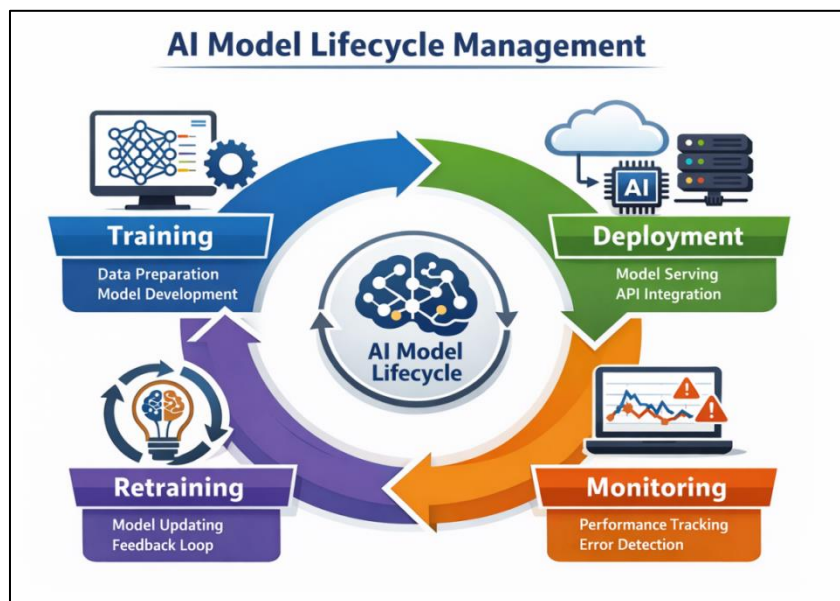 AI Model Lifecycle Management
Training
Data Preparation
Model Development
AI
Deployment
Model Serving
API Integration
AI Model
Lifecycle
Retraining
Model Updating
Feedback Loop
Monitoring
Performance Tracking
Error Detection